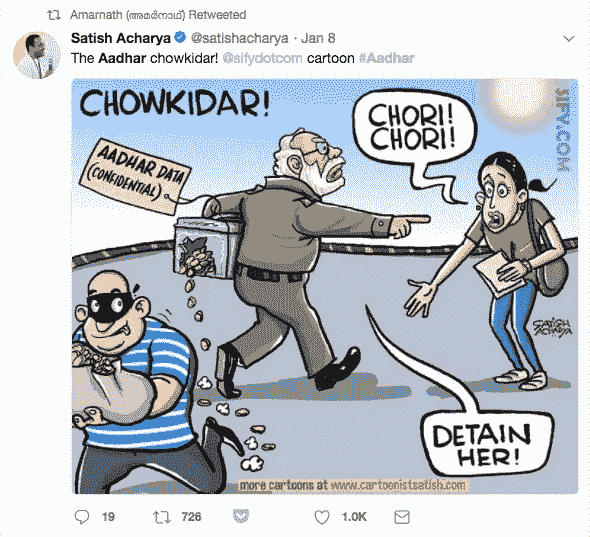 Amarnath (അമർനാഥ്) Retweeted
Satish Acharya @satishacharya · Jan 8
The Aadhar chowkidar! @sifydotcom cartoon #Aadhar
CHOWKIDAR!
CHORI!
CHORI!
SIFY.COM
AADHAR DATA
(CONFIDENTIAL)
SATISH
ACHARYA
DETAIN
HER!
more cartoons at www.cartoonistsatish.com
19 726 1.0K